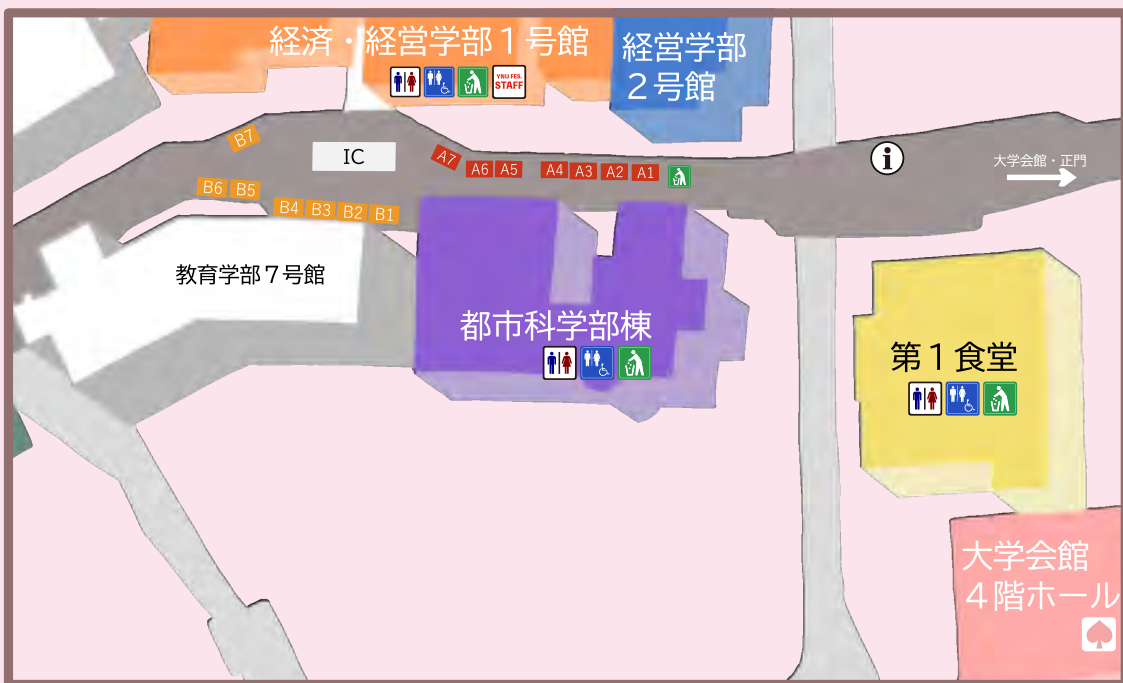 経済・経営学部１号館
経営学部
２号館
YNU FES.
STAFF
B7
IC
A7
A6
A5
A4
A3
A2
A1
i
大学会館・正門
B6
B5
B4
B3
B2
B1
教育学部７号館
都市科学部棟
第１食堂
大学会館
４階ホール